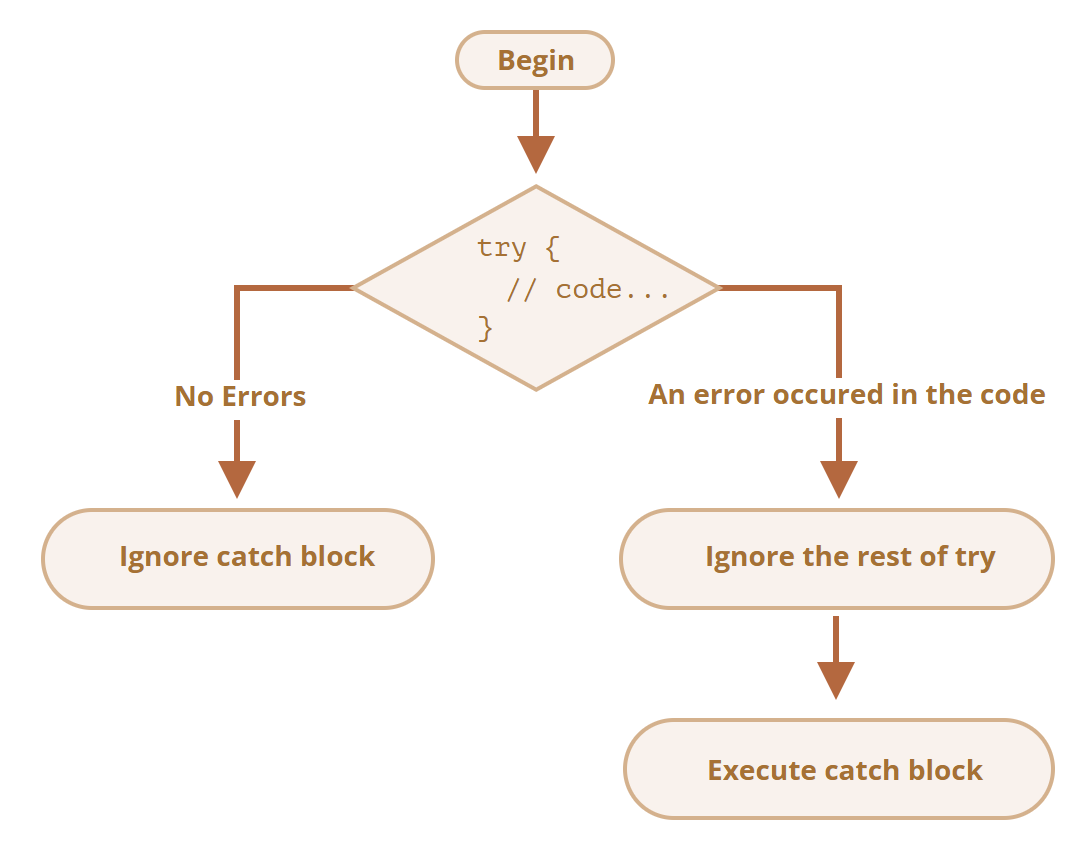 Begin
try {
// code...
}
No Errors
An error occured in the code
Ignore catch block
Ignore the rest of try
Execute catch block